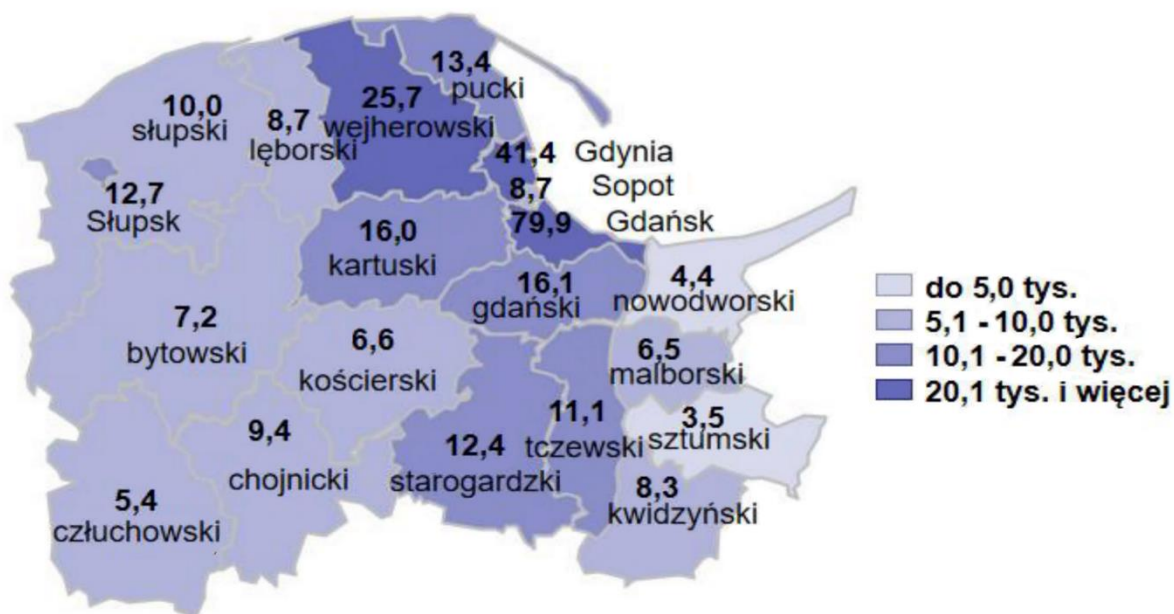 13,4
pucki
10,0
słupski
8,7
lęborski
25,7
wejherowski
41,4 Gdynia
8,7 Sopot
79,9 Gdańsk
12,7
Słupsk
16,0
kartuski
16,1
gdański
4,4
nowodworski
7,2
bytowski
6,6
kościerski
6,5
malborski
9,4
chojnicki
12,4
starogardzki
11,1
tczewski
3,5
sztumski
5,4
człuchowski
8,3
kwidzyński
do 5,0 tys.
5,1 - 10,0 tys.
10,1 - 20,0 tys.
20,1 tys. i więcej